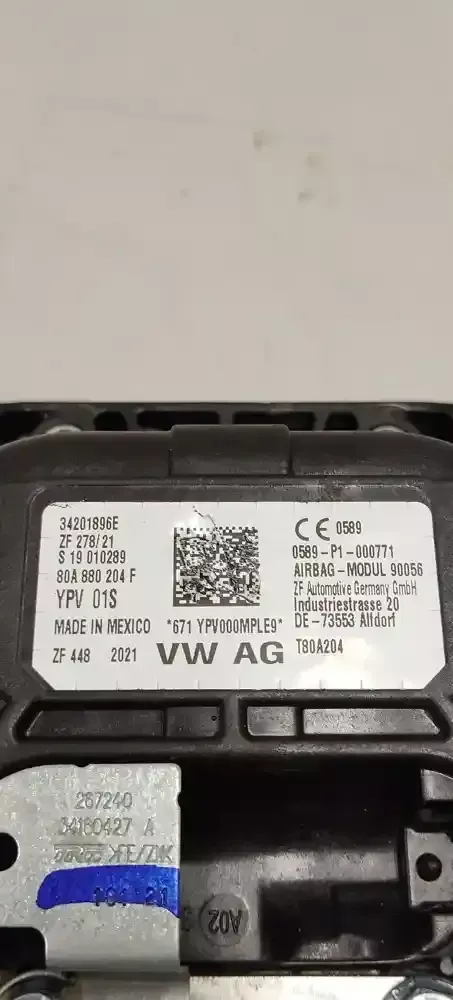 34201896E
ZF 278/21
S 19 010289
80A 880 204 F
YPV 01S
MADE IN MEXICO *671 YPV000MPLE9*
ZF 448 2021 VW AG
CE 0589
0589-P1-000771
AIRBAG-MODUL 90056
ZF Automotive Germany GmbH
Industriestrasse 20
DE-73553 Alfdorf
T80A204
267240
34160427 A
A02